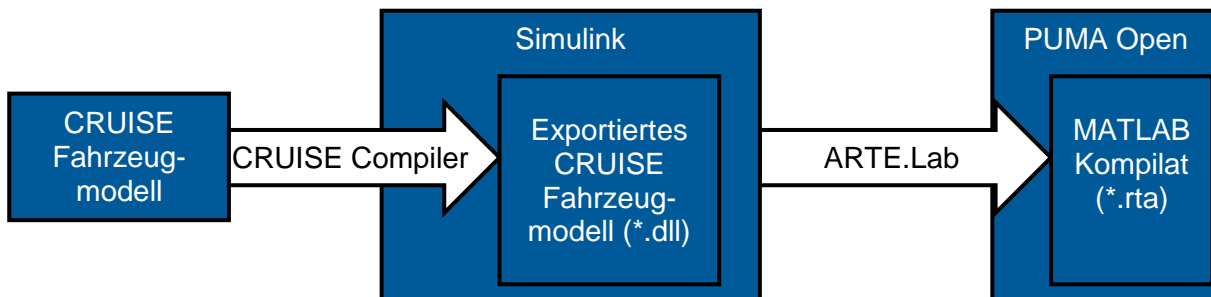 Simulink
PUMA Open
CRUISE
Fahrzeug-
modell
CRUISE Compiler
Exportiertes
CRUISE
Fahrzeug-
modell (*.dll)
ARTE.Lab
MATLAB
Kompilat
(*.rta)